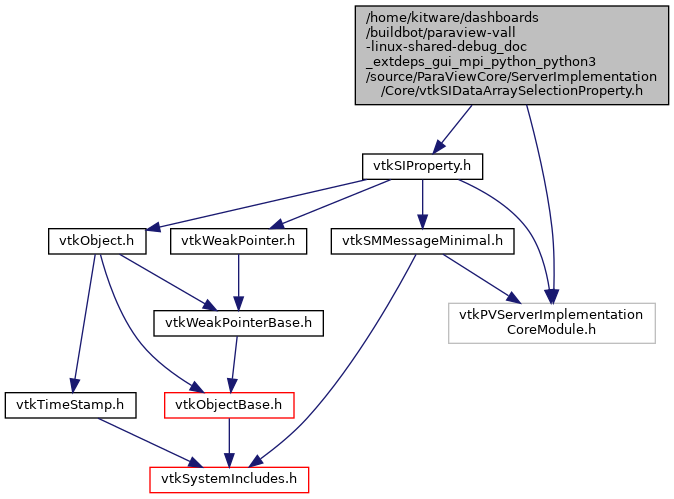 /home/kitware/dashboards
/buildbot/paraview-vall
-linux-shared-debug_doc
_extdeps_gui_mpi_python_python3
/source/ParaViewCore/ServerImplementation
/Core/vtkSIDataArraySelectionProperty.h
vtkSIProperty.h
vtkObject.h
vtkWeakPointer.h
vtkSMMessageMinimal.h
vtkWeakPointerBase.h
vtkPVServerImplementation
CoreModule.h
vtkTimeStamp.h
vtkObjectBase.h
vtkSystemIncludes.h